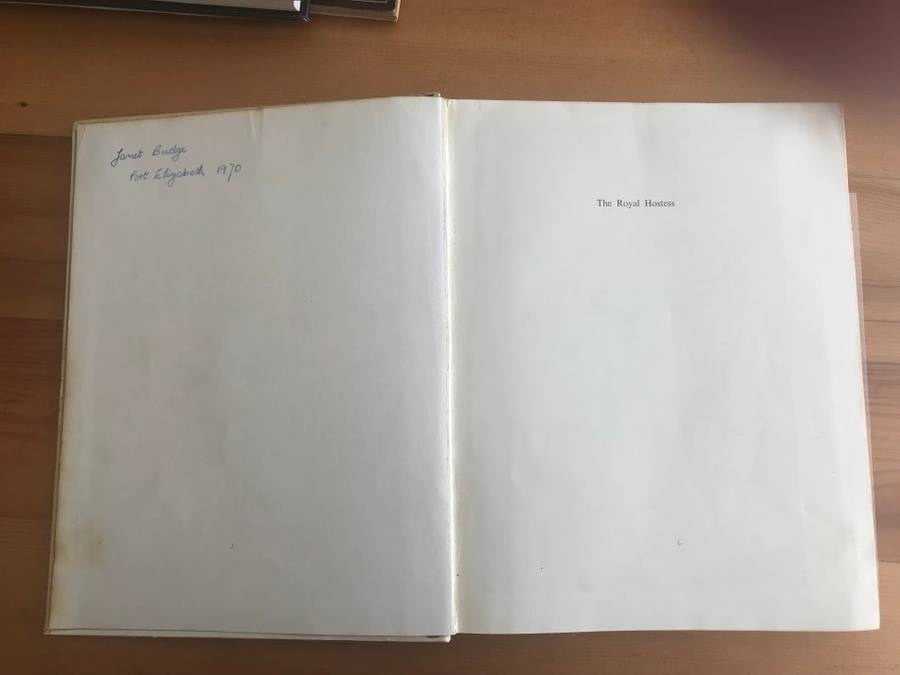 Janet Budge
Port Elizabeth 1970
The Royal Hostess